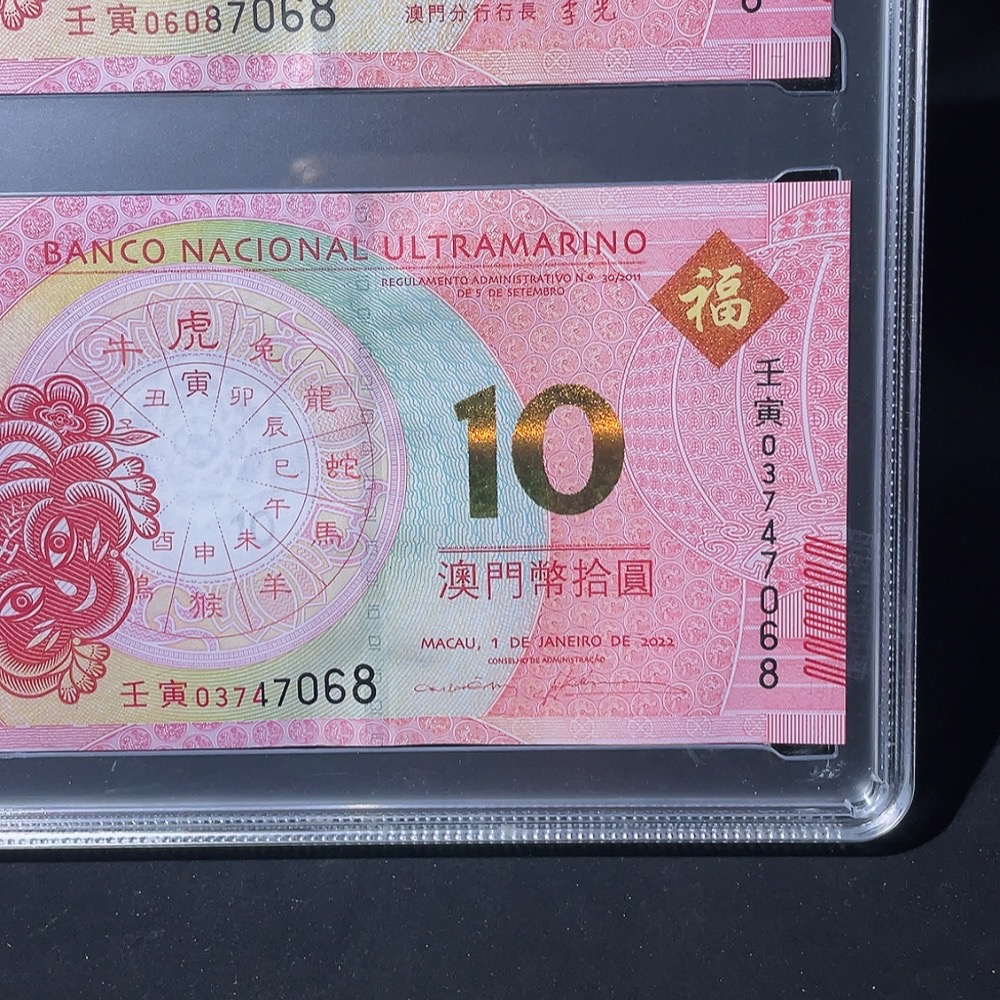 壬寅06087068
澳門分行行長
BANCO NACIONAL ULTRAMARINO
REGULAMENTO ADMINISTRATIVO N.º 30/2011
DE 5 DE SETEMBRO
福
牛 虎 兔 龍 蛇 馬 羊 猴
子 丑 寅 卯 辰 巳 午 未 申 酉
10
澳門幣拾圓
MACAU, 1 DE JANEIRO DE 2022
CONSELHO DE ADMINISTRAÇÃO
壬寅03747068
壬寅03747068